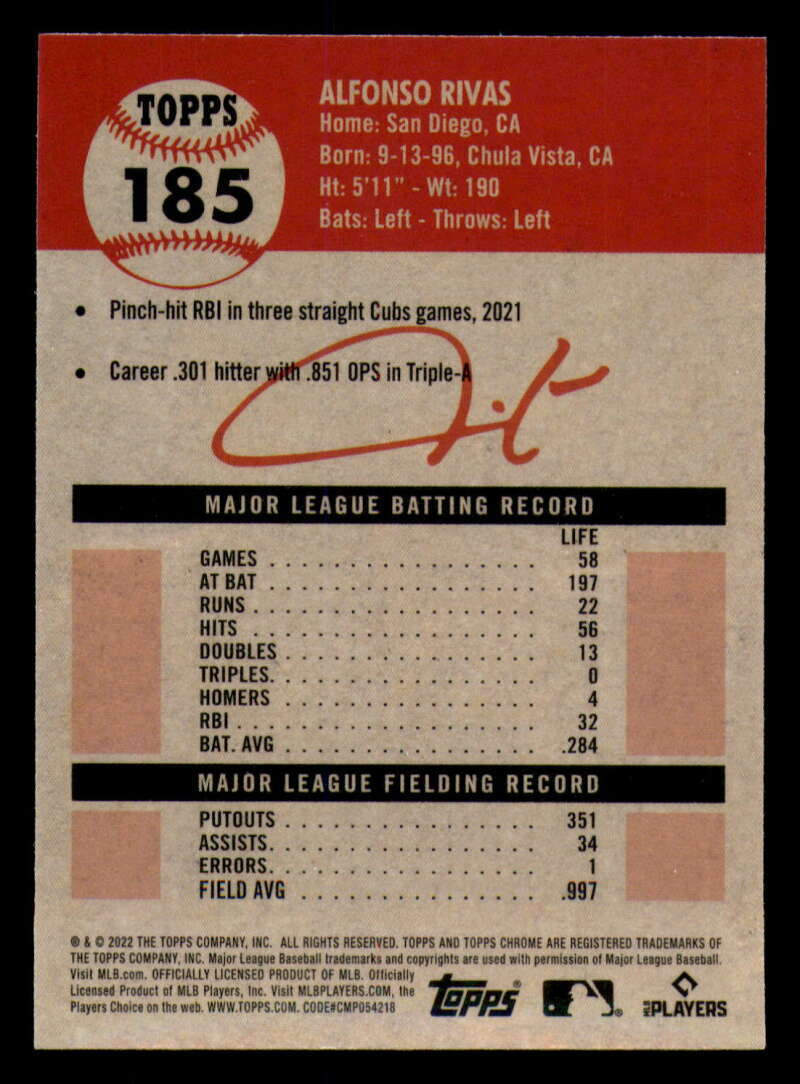 TOPPS
185
ALFONSO RIVAS
Home: San Diego, CA
Born: 9-13-96, Chula Vista, CA
Ht: 5'11" - Wt: 190
Bats: Left - Throws: Left
• Pinch-hit RBI in three straight Cubs games, 2021
• Career .301 hitter with .851 OPS in Triple-A
MAJOR LEAGUE BATTING RECORD
LIFE
GAMES . . . . . . . . . . . . . . . . . . 58
AT BAT . . . . . . . . . . . . . . . . . . 197
RUNS . . . . . . . . . . . . . . . . . . . 22
HITS . . . . . . . . . . . . . . . . . . . 56
DOUBLES . . . . . . . . . . . . . . . . . 13
TRIPLES. . . . . . . . . . . . . . . . . . 0
HOMERS . . . . . . . . . . . . . . . . . 4
RBI . . . . . . . . . . . . . . . . . . . . 32
BAT. AVG . . . . . . . . . . . . . . . . . .284
MAJOR LEAGUE FIELDING RECORD
PUTOUTS . . . . . . . . . . . . . . . . . 351
ASSISTS. . . . . . . . . . . . . . . . . . 34
ERRORS. . . . . . . . . . . . . . . . . . 1
FIELD AVG . . . . . . . . . . . . . . . . .997
® & © 2022 THE TOPPS COMPANY, INC. ALL RIGHTS RESERVED. TOPPS AND TOPPS CHROME ARE REGISTERED TRADEMARKS OF
THE TOPPS COMPANY, INC. Major League Baseball trademarks and copyrights are used with permission of Major League Baseball.
Visit MLB.com. OFFICIALLY LICENSED PRODUCT OF MLB. Officially
Licensed Product of MLB Players, Inc. Visit MLBPLAYERS.COM, the
Players Choice on the web. WWW.TOPPS.COM. CODE#CMP054218
topps®
MLB PLAYERS